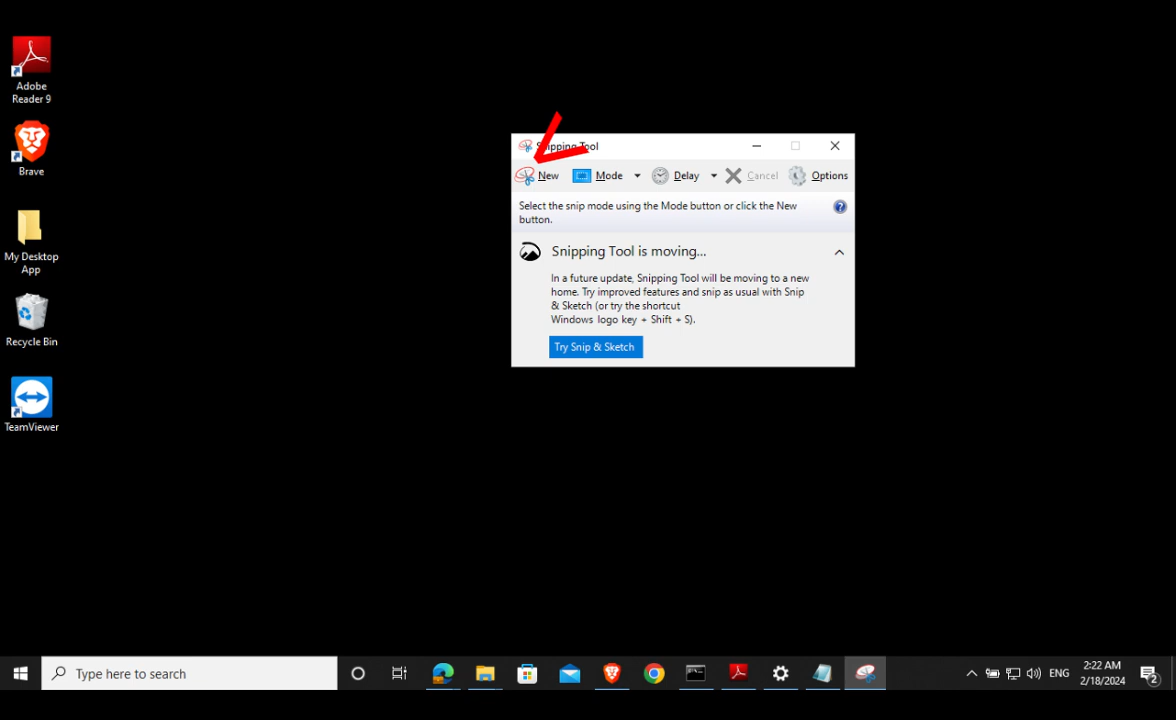 Adobe
Reader 9
Brave
My Desktop
App
Recycle Bin
TeamViewer
Snipping Tool
New Mode Delay Cancel Options
Select the snip mode using the Mode button or click the New
button.
Snipping Tool is moving...
In a future update, Snipping Tool will be moving to a new
home. Try improved features and snip as usual with Snip
& Sketch (or try the shortcut
Windows logo key + Shift + S).
Try Snip & Sketch
Type here to search
ENG
2:22 AM
2/18/2024
2